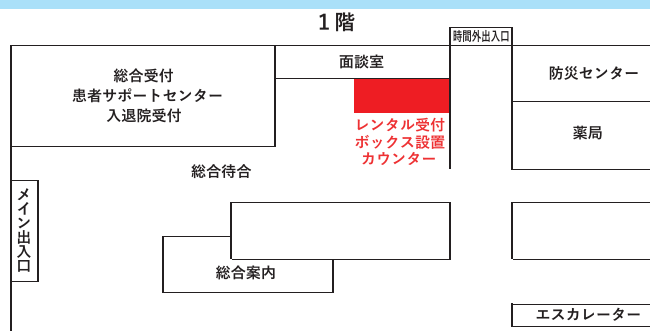 1階
時間外出入口
面談室
総合受付
患者サポートセンター
入退院受付
防災センター
レンタル受付
ボックス設置
カウンター
薬局
総合待合
メイン出入口
総合案内
エスカレーター